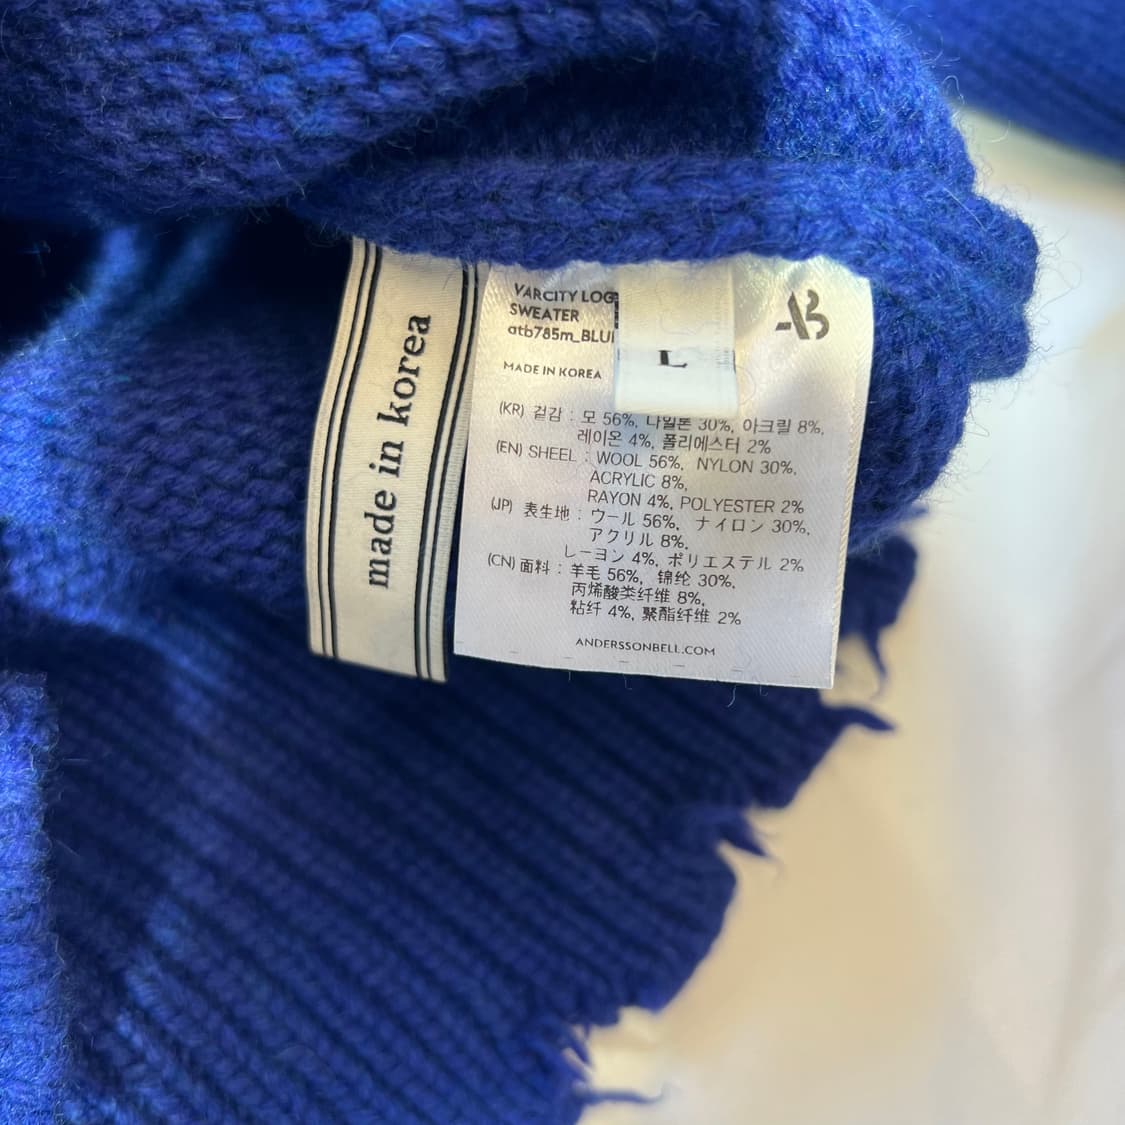 made in korea
VARCITY LOG
SWEATER
atb785m_BLU
L
AB
MADE IN KOREA
(KR) 겉감 : 모 56%, 나일론 30%, 아크릴 8%,
레이온 4%, 폴리에스터 2%
(EN) SHEEL : WOOL 56%, NYLON 30%,
ACRYLIC 8%,
RAYON 4%, POLYESTER 2%
(JP) 表生地 : ウール 56%, ナイロン 30%,
アクリル 8%,
レーヨン 4%, ポリエステル 2%
(CN) 面料 : 羊毛 56%, 锦纶 30%,
丙烯酸类纤维 8%,
粘纤 4%, 聚酯纤维 2%
ANDERSSONBELL.COM